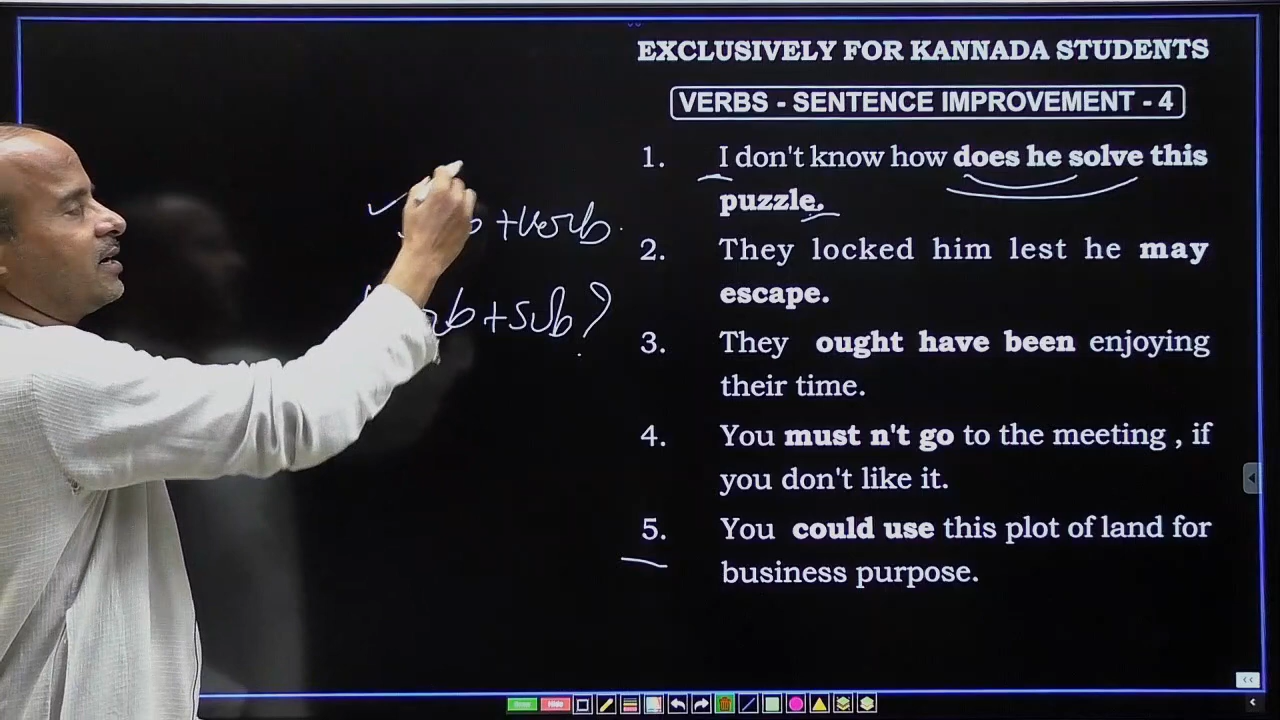 EXCLUSIVELY FOR KANNADA STUDENTS
VERBS - SENTENCE IMPROVEMENT - 4
1. I don't know how does he solve this
puzzle.
2. They locked him lest he may
escape.
3. They ought have been enjoying
their time.
4. You must n't go to the meeting , if
you don't like it.
5. You could use this plot of land for
business purpose.
+verb.
+sub?